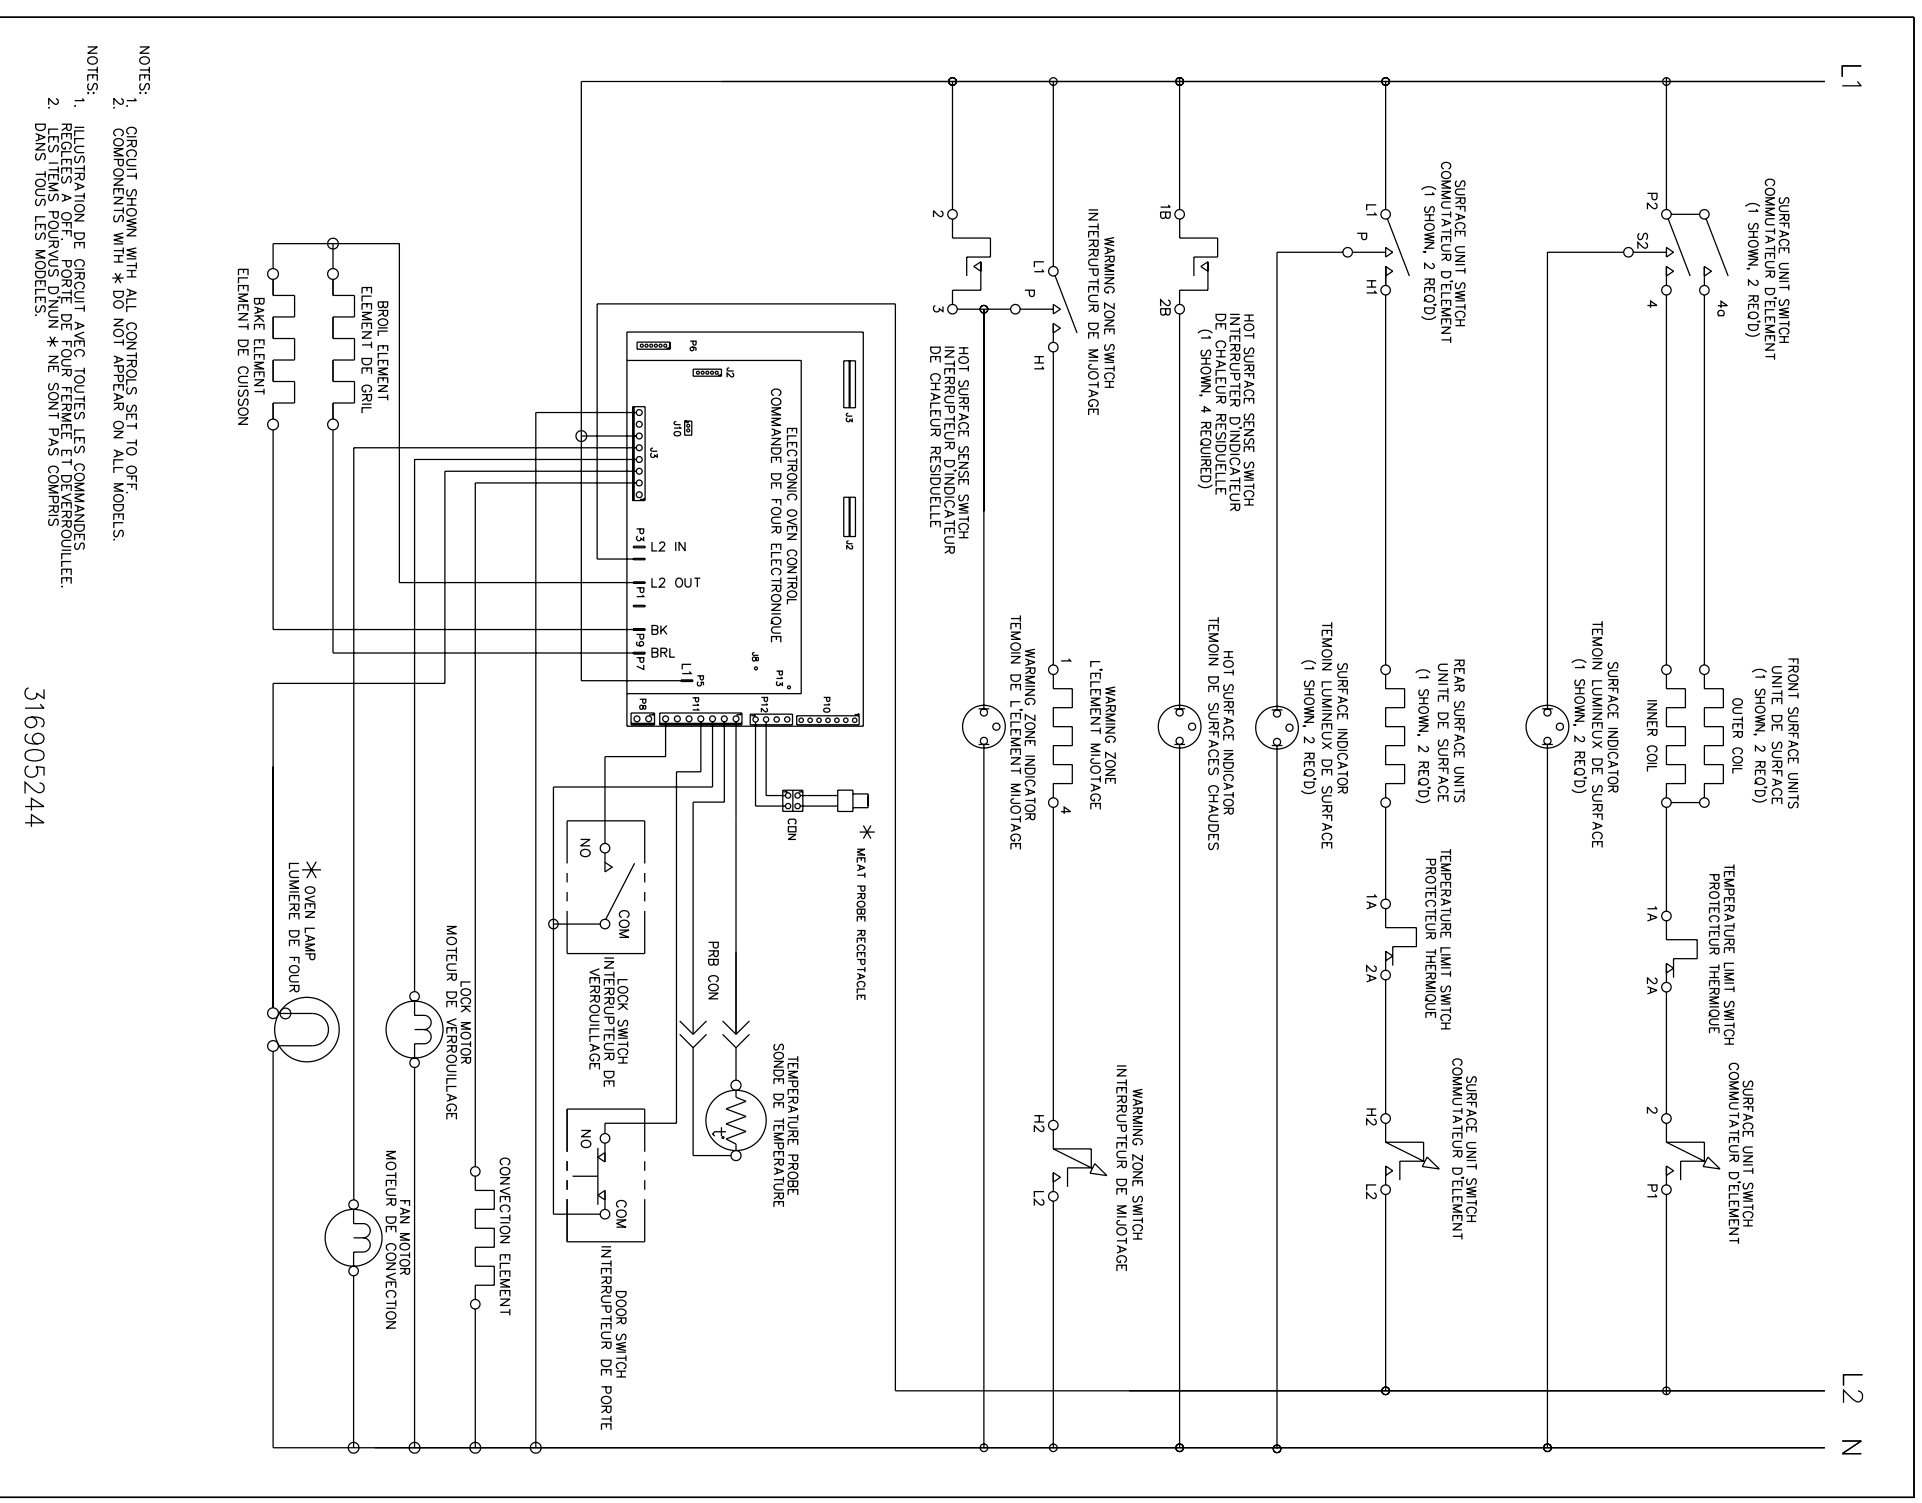 L1
L2
N
SURFACE UNIT SWITCH
COMMUTATEUR D'ELEMENT
(1 SHOWN, 2 REQ'D)
P2
S2
4
4a
FRONT SURFACE UNITS
UNITE DE SURFACE
(1 SHOWN, 2 REQ'D)
OUTER COIL
INNER COIL
TEMPERATURE LIMIT SWITCH
PROTECTEUR THERMIQUE
1A
2A
SURFACE UNIT SWITCH
COMMUTATEUR D'ELEMENT
2
P1
SURFACE INDICATOR
TEMOIN LUMINEUX DE SURFACE
(1 SHOWN, 2 REQ'D)
SURFACE UNIT SWITCH
COMMUTATEUR D'ELEMENT
(1 SHOWN, 2 REQ'D)
L1
P
H1
REAR SURFACE UNITS
UNITE DE SURFACE
(1 SHOWN, 2 REQ'D)
TEMPERATURE LIMIT SWITCH
PROTECTEUR THERMIQUE
1A
2A
SURFACE UNIT SWITCH
COMMUTATEUR D'ELEMENT
H2
L2
SURFACE INDICATOR
TEMOIN LUMINEUX DE SURFACE
(1 SHOWN, 2 REQ'D)
1B
2B
HOT SURFACE SENSE SWITCH
INTERRUPTER D'INDICATEUR
DE CHALEUR RESIDUELLE
(1 SHOWN, 4 REQUIRED)
HOT SURFACE INDICATOR
TEMOIN DE SURFACES CHAUDES
WARMING ZONE SWITCH
INTERRUPTEUR DE MIJOTAGE
L1
P
H1
WARMING ZONE
L'ELEMENT MIJOTAGE
1
4
WARMING ZONE SWITCH
INTERRUPTEUR DE MIJOTAGE
H2
L2
2
3
HOT SURFACE SENSE SWITCH
INTERRUPTEUR D'INDICATEUR
DE CHALEUR RESIDUELLE
WARMING ZONE INDICATOR
TEMOIN DE L'ELEMENT MIJOTAGE
ELECTRONIC OVEN CONTROL
COMMANDE DE FOUR ELECTRONIQUE
P6
J2
J3
J2
J10
J3
P3
L2 IN
L2 OUT
P1
BK
P9
BRL
P7
L1
P5
J8
P13
P8
P11
P12
P10
CON
* MEAT PROBE RECEPTACLE
NO
COM
LOCK SWITCH
INTERRUPTEUR DE
VERROUILLAGE
PRB CON
TEMPERATURE PROBE
SONDE DE TEMPERATURE
t°
NO
COM
DOOR SWITCH
INTERRUPTEUR DE PORTE
CONVECTION ELEMENT
LOCK MOTOR
MOTEUR DE VERROUILLAGE
FAN MOTOR
MOTEUR DE CONVECTION
* OVEN LAMP
LUMIERE DE FOUR
BROIL ELEMENT
ELEMENT DE GRIL
BAKE ELEMENT
ELEMENT DE CUISSON
NOTES:
1. CIRCUIT SHOWN WITH ALL CONTROLS SET TO OFF.
2. COMPONENTS WITH * DO NOT APPEAR ON ALL MODELS.
NOTES:
1. ILLUSTRATION DE CIRCUIT AVEC TOUTES LES COMMANDES
REGLEES A OFF. PORTE DE FOUR FERMEE ET DEVERROUILLEE.
2. LES ITEMS POURVUS D'NUN * NE SONT PAS COMPRIS
DANS TOUS LES MODELES.
316905244